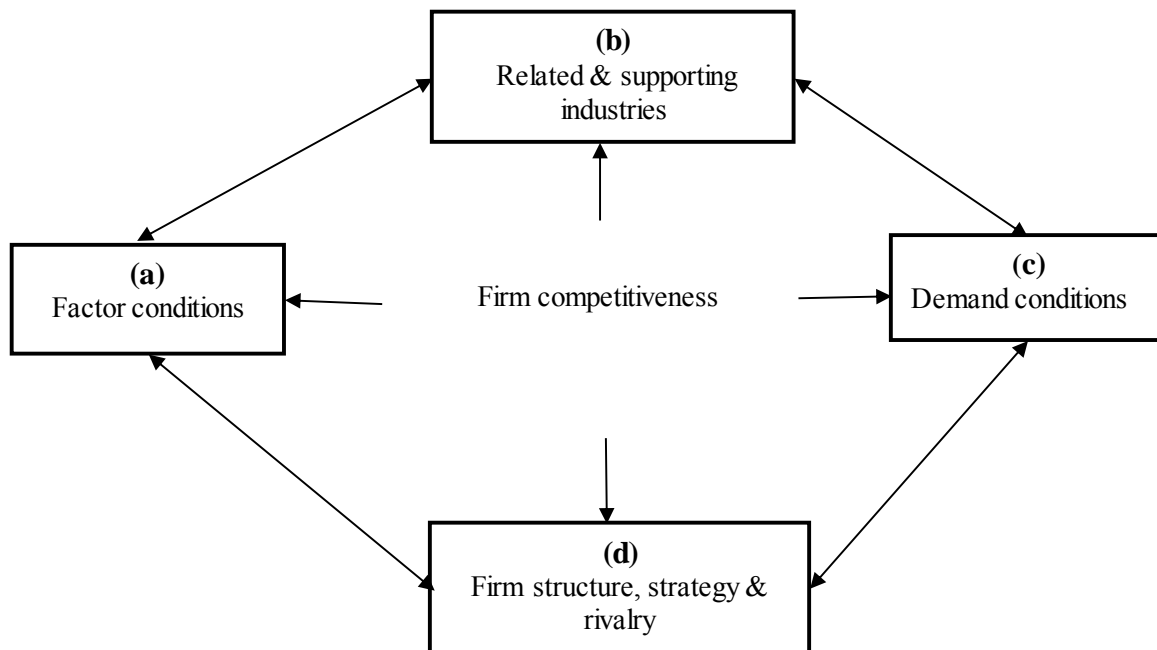 (b)
Related & supporting
industries
(a)
Factor conditions
Firm competitiveness
(c)
Demand conditions
(d)
Firm structure, strategy &
rivalry